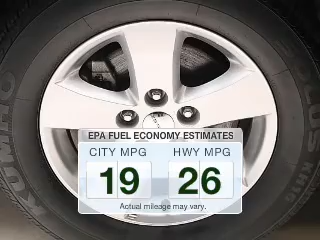 KUMHO
EPA FUEL ECONOMY ESTIMATES
CITY MPG HWY MPG
19 26
Actual mileage may vary.